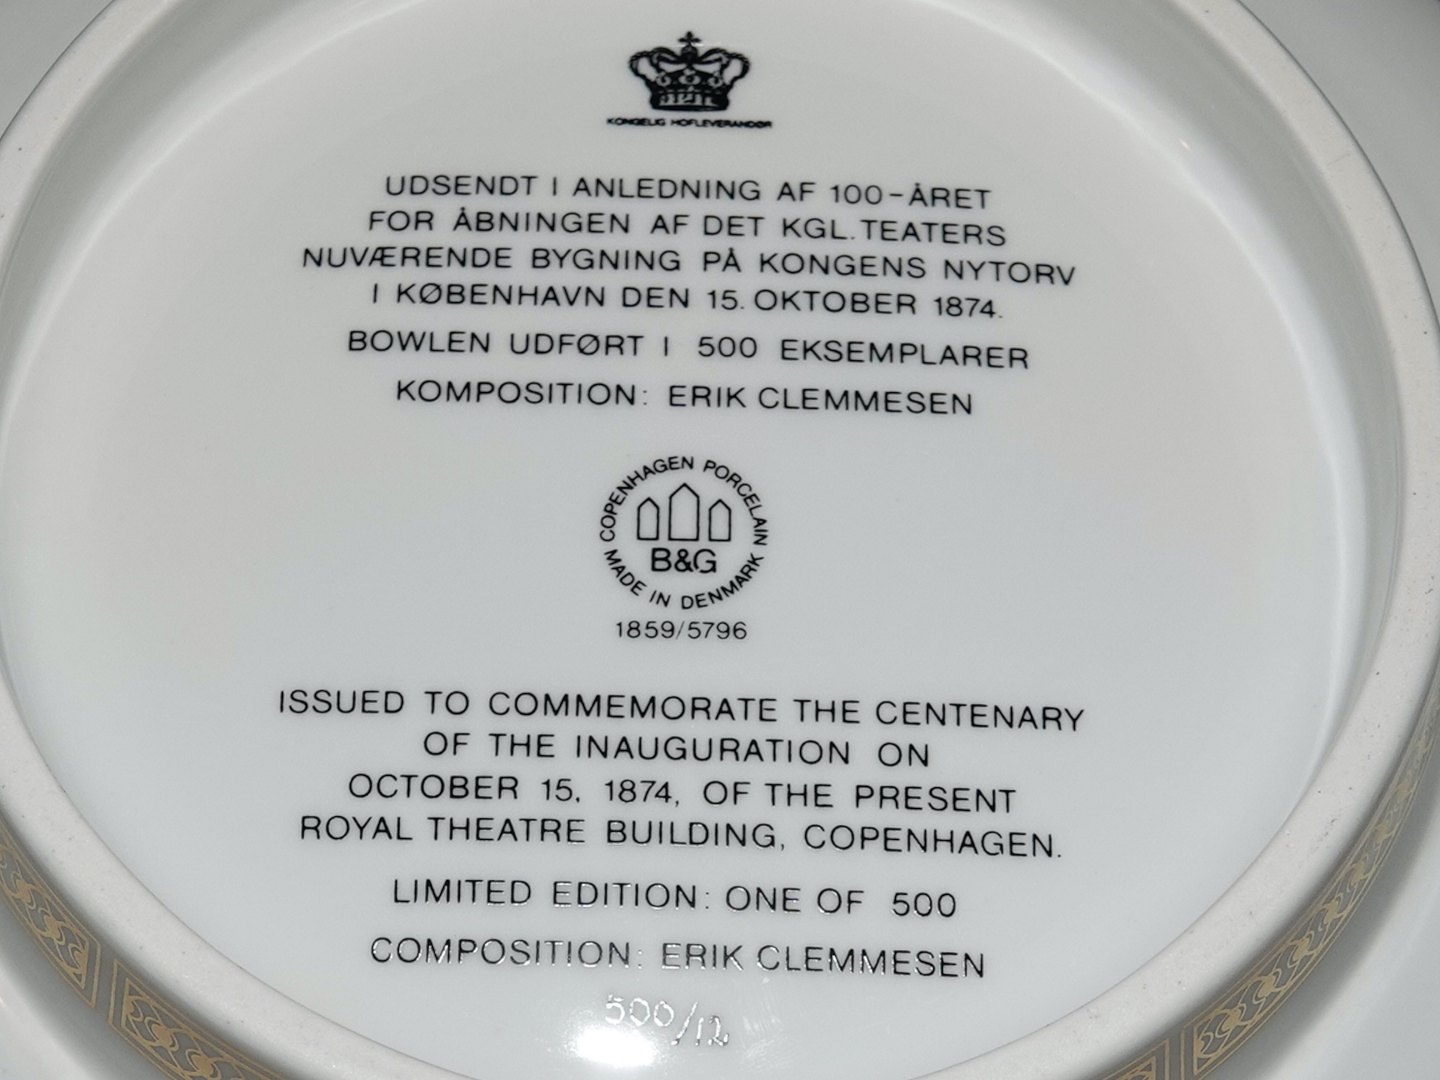 KONGELIG HOFLEVERANDØR
UDSENDT I ANLEDNING AF 100-ÅRET
FOR ÅBNINGEN AF DET KGL. TEATERS
NUVÆRENDE BYGNING PÅ KONGENS NYTORV
I KØBENHAVN DEN 15. OKTOBER 1874.
BOWLEN UDFØRT I 500 EKSEMPLARER
KOMPOSITION: ERIK CLEMMESEN
COPENHAGEN PORCELAIN
B&G
MADE IN DENMARK
1859/5796
ISSUED TO COMMEMORATE THE CENTENARY
OF THE INAUGURATION ON
OCTOBER 15, 1874, OF THE PRESENT
ROYAL THEATRE BUILDING, COPENHAGEN.
LIMITED EDITION: ONE OF 500
COMPOSITION: ERIK CLEMMESEN
500/12